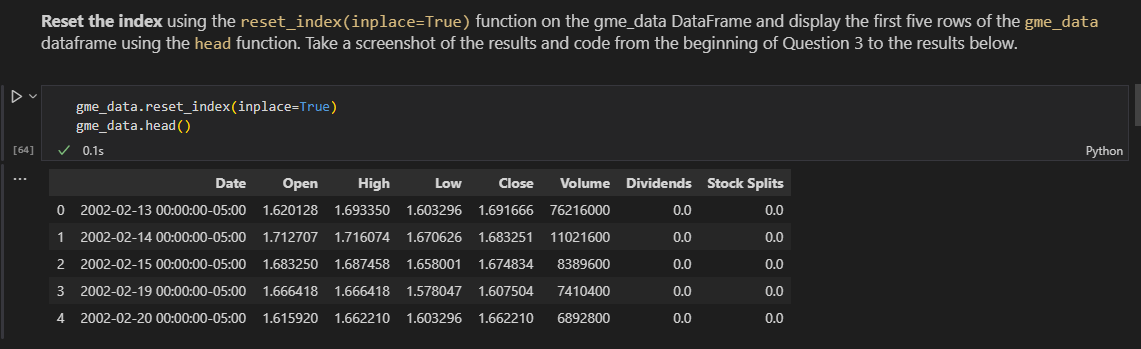 Reset the index using the reset_index(inplace=True) function on the gme_data DataFrame and display the first five rows of the gme_data
dataframe using the head function. Take a screenshot of the results and code from the beginning of Question 3 to the results below.
gme_data.reset_index(inplace=True)
gme_data.head()
[64] ✓ 0.1s Python
... Date Open High Low Close Volume Dividends Stock Splits
0 2002-02-13 00:00:00-05:00 1.620128 1.693350 1.603296 1.691666 76216000 0.0 0.0
1 2002-02-14 00:00:00-05:00 1.712707 1.716074 1.670626 1.683251 11021600 0.0 0.0
2 2002-02-15 00:00:00-05:00 1.683250 1.687458 1.658001 1.674834 8389600 0.0 0.0
3 2002-02-19 00:00:00-05:00 1.666418 1.666418 1.578047 1.607504 7410400 0.0 0.0
4 2002-02-20 00:00:00-05:00 1.615920 1.662210 1.603296 1.662210 6892800 0.0 0.0